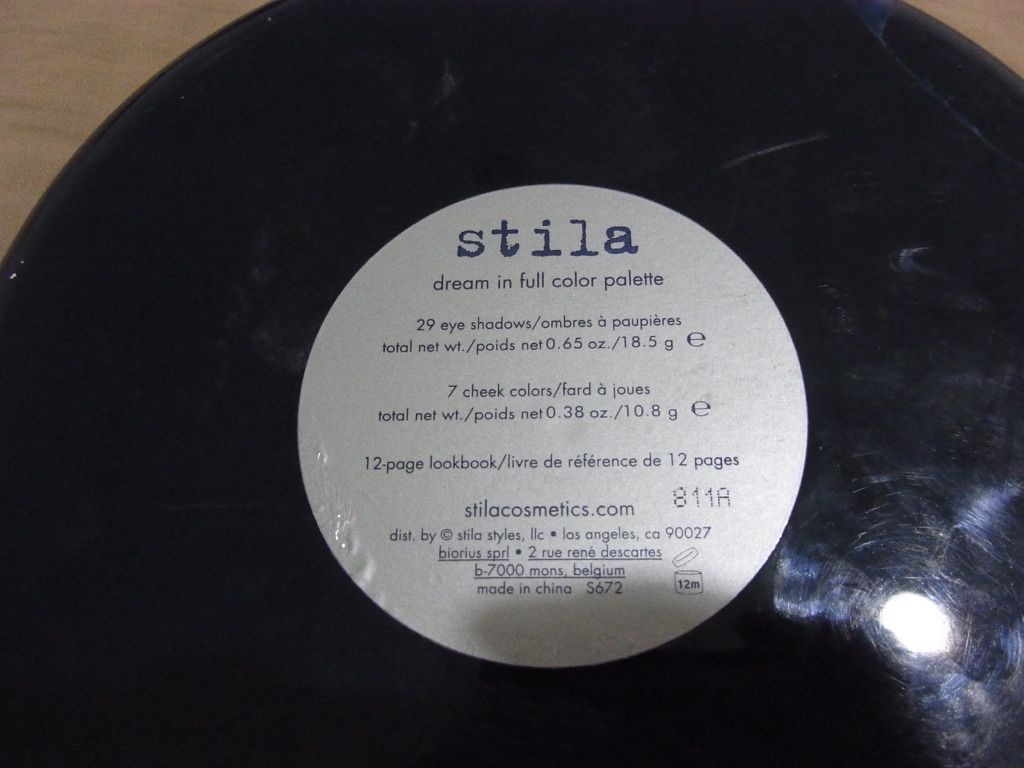 stila
dream in full color palette
29 eye shadows/ombres à paupières
total net wt./poids net 0.65 oz./18.5 g ℮
7 cheek colors/fard à joues
total net wt./poids net 0.38 oz./10.8 g ℮
12-page lookbook/livre de référence de 12 pages
811A
stilacosmetics.com
dist. by © stila styles, llc • los angeles, ca 90027
biorius sprl • 2 rue rené descartes
b-7000 mons, belgium
made in china S672
12m